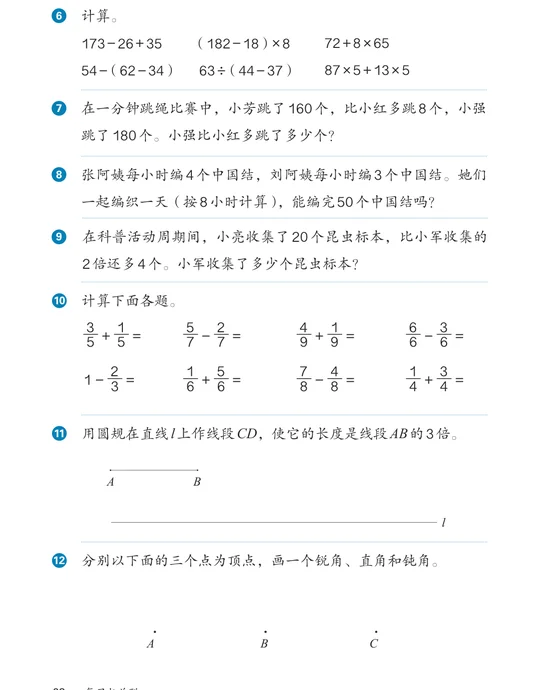 6 计算。
173－26＋35 （182－18）×8 72＋8×65
54－（62－34） 63÷（44－37） 87×5＋13×5
7 在一分钟跳绳比赛中，小芳跳了160个，比小红多跳8个，小强
跳了180个。小强比小红多跳了多少个？
8 张阿姨每小时编4个中国结，刘阿姨每小时编3个中国结。她们
一起编织一天（按8小时计算），能编完50个中国结吗？
9 在科普活动周期间，小亮收集了20个昆虫标本，比小军收集的
2倍还多4个。小军收集了多少个昆虫标本？
10 计算下面各题。
3/5＋1/5＝ 5/7－2/7＝ 4/9＋1/9＝ 6/6－3/6＝
1－2/3＝ 1/6＋5/6＝ 7/8－4/8＝ 1/4＋3/4＝
11 用圆规在直线l上作线段CD，使它的长度是线段AB的3倍。
A B
l
12 分别以下面的三个点为顶点，画一个锐角、直角和钝角。
A B C